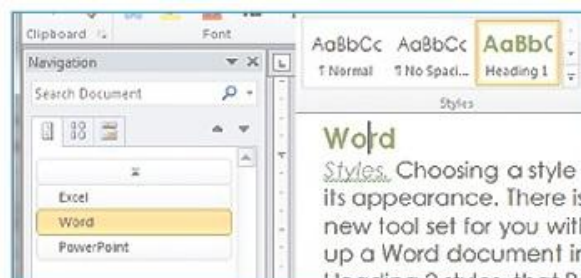 Clipboard
Font
Navigation
Search Document
Excel
Word
PowerPoint
AaBbCc AaBbCc AaBbC
¶ Normal ¶ No Spaci... Heading 1
Styles
Word
Styles. Choosing a style
its appearance. There is
new tool set for you with
up a Word document in